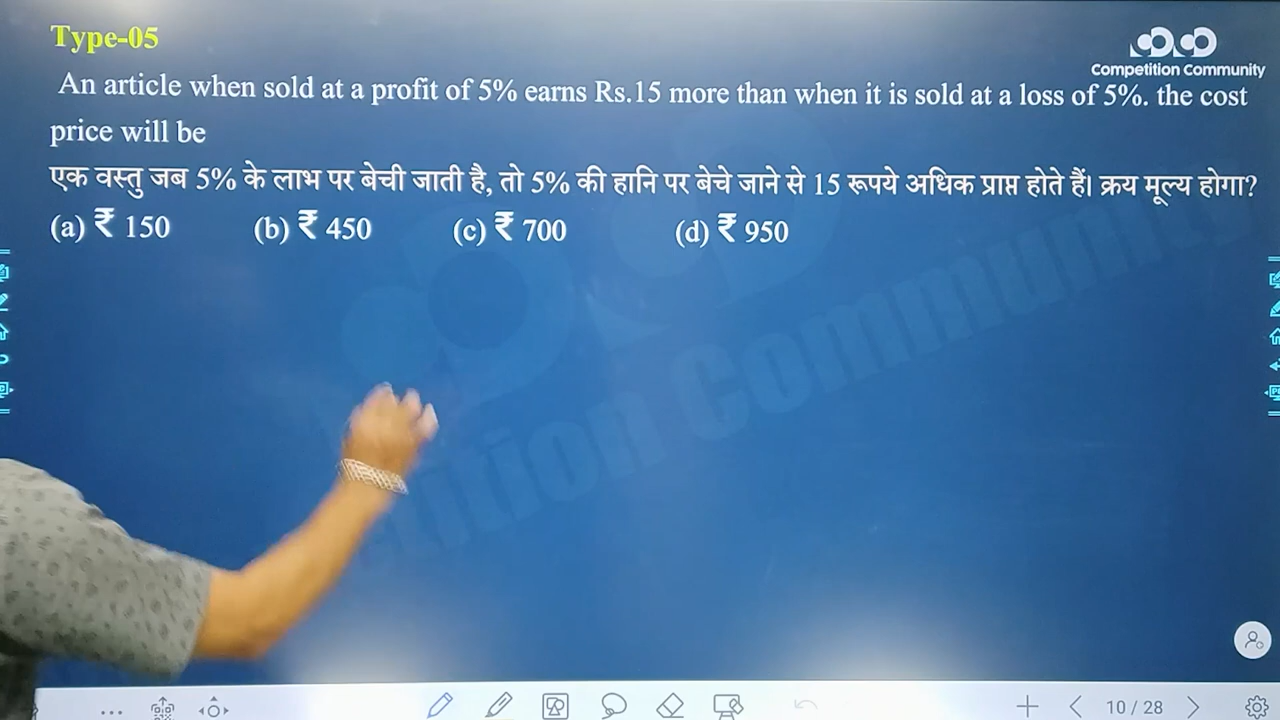 Type-05
Competition Community
An article when sold at a profit of 5% earns Rs.15 more than when it is sold at a loss of 5%. the cost
price will be
एक वस्तु जब 5% के लाभ पर बेची जाती है, तो 5% की हानि पर बेचे जाने से 15 रूपये अधिक प्राप्त होते हैं। क्रय मूल्य होगा?
(a) ₹ 150 (b) ₹ 450 (c) ₹ 700 (d) ₹ 950
tition Community
10 / 28